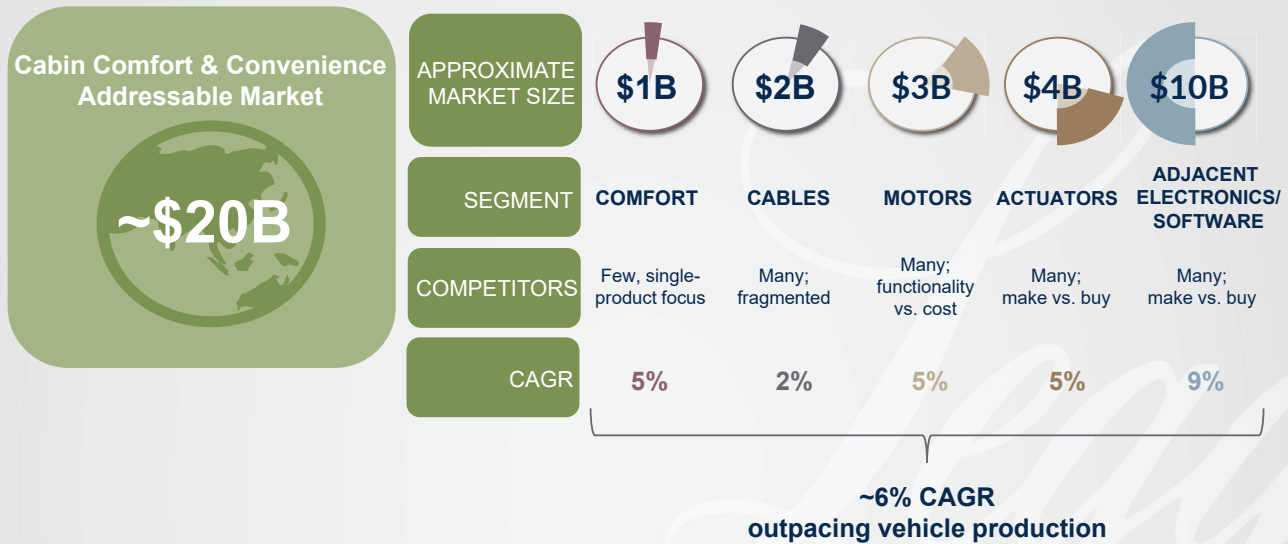 Cabin Comfort & Convenience
Addressable Market
~$20B
APPROXIMATE
MARKET SIZE
$1B
$2B
$3B
$4B
$10B
SEGMENT
COMFORT
CABLES
MOTORS
ACTUATORS
ADJACENT
ELECTRONICS/
SOFTWARE
COMPETITORS
Few, single-
product focus
Many;
fragmented
Many;
functionality
vs. cost
Many;
make vs. buy
Many;
make vs. buy
CAGR
5%
2%
5%
5%
9%
~6% CAGR
outpacing vehicle production